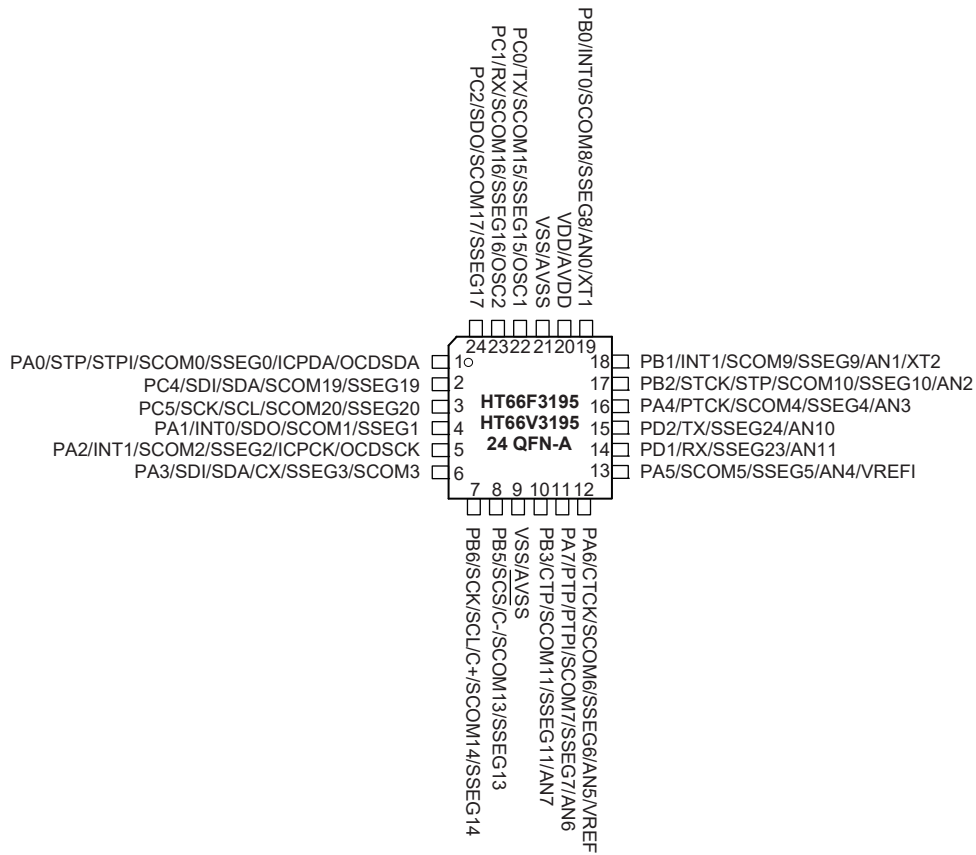 PC2/SDO/SCOM17/SSEG17
PC1/RX/SCOM16/SSEG16/OSC2
PC0/TX/SCOM15/SSEG15/OSC1
VSS/AVSS
VDD/AVDD
PB0/INT0/SCOM8/SSEG8/AN0/XT1
24 23 22 21 20 19
PA0/STP/STPI/SCOM0/SSEG0/ICPDA/OCDSDA 1
PC4/SDI/SDA/SCOM19/SSEG19 2
PC5/SCK/SCL/SCOM20/SSEG20 3
PA1/INT0/SDO/SCOM1/SSEG1 4
PA2/INT1/SCOM2/SSEG2/ICPCK/OCDSCK 5
PA3/SDI/SDA/CX/SSEG3/SCOM3 6
HT66F3195
HT66V3195
24 QFN-A
18 PB1/INT1/SCOM9/SSEG9/AN1/XT2
17 PB2/STCK/STP/SCOM10/SSEG10/AN2
16 PA4/PTCK/SCOM4/SSEG4/AN3
15 PD2/TX/SSEG24/AN10
14 PD1/RX/SSEG23/AN11
13 PA5/SCOM5/SSEG5/AN4/VREFI
7 8 9 10 11 12
PB6/SCK/SCL/C+/SCOM14/SSEG14
PB5/SCS/C-/SCOM13/SSEG13
VSS/AVSS
PB3/CTP/SCOM11/SSEG11/AN7
PA7/PTP/PTPI/SCOM7/SSEG7/AN6
PA6/CTCK/SCOM6/SSEG6/AN5/VREF